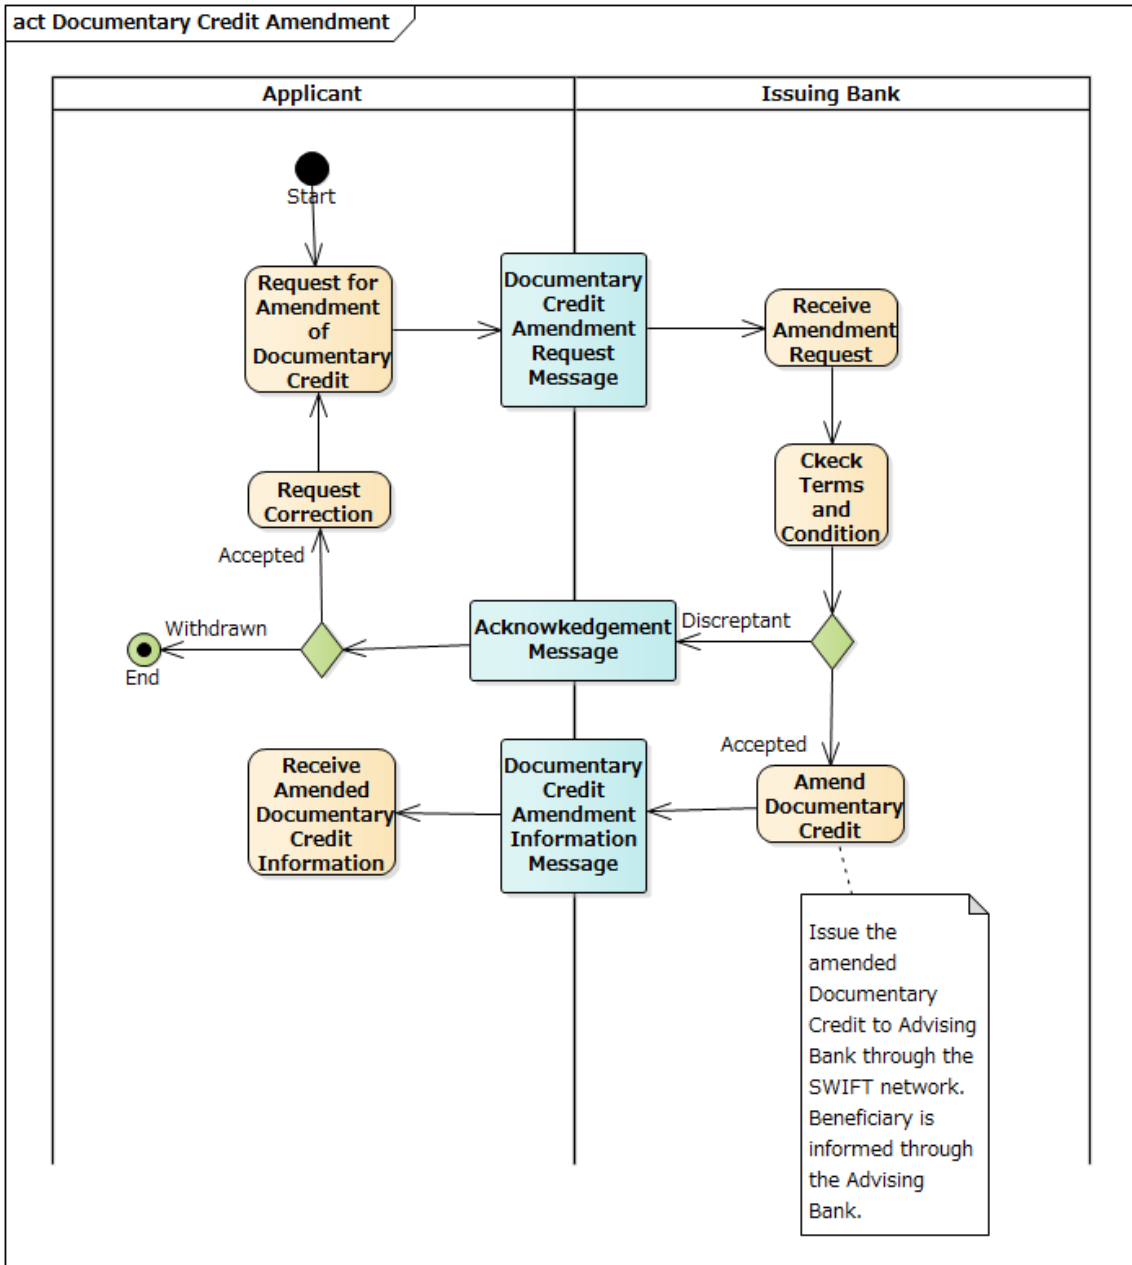 act Documentary Credit Amendment
Applicant
Issuing Bank
Start
Request for
Amendment
of
Documentary
Credit
Documentary
Credit
Amendment
Request
Message
Receive
Amendment
Request
Ckeck
Terms
and
Condition
Request
Correction
Accepted
Withdrawn
End
Acknowkedgement
Message
Discreptant
Accepted
Receive
Amended
Documentary
Credit
Information
Documentary
Credit
Amendment
Information
Message
Amend
Documentary
Credit
Issue the
amended
Documentary
Credit to Advising
Bank through the
SWIFT network.
Beneficiary is
informed through
the Advising
Bank.